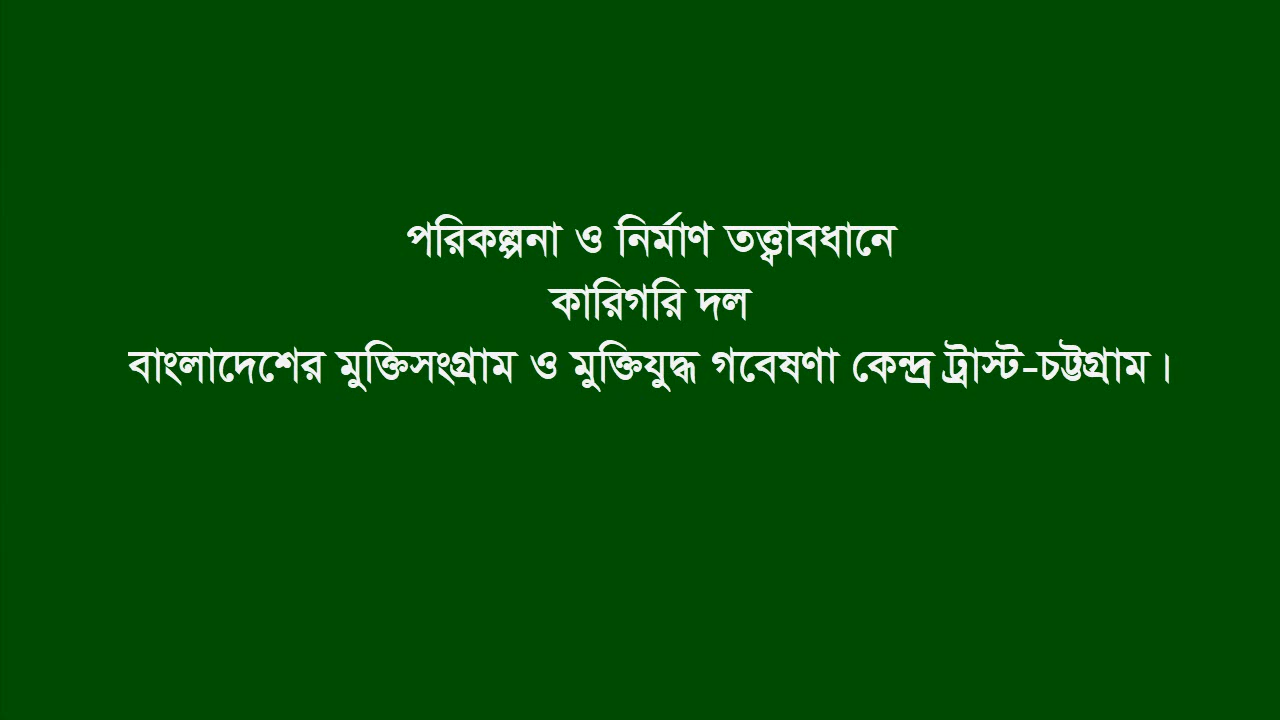 পরিকল্পনা ও নির্মাণ তত্ত্বাবধানে
কারিগরি দল
বাংলাদেশের মুক্তিসংগ্রাম ও মুক্তিযুদ্ধ গবেষণা কেন্দ্র ট্রাস্ট-চট্টগ্রাম।